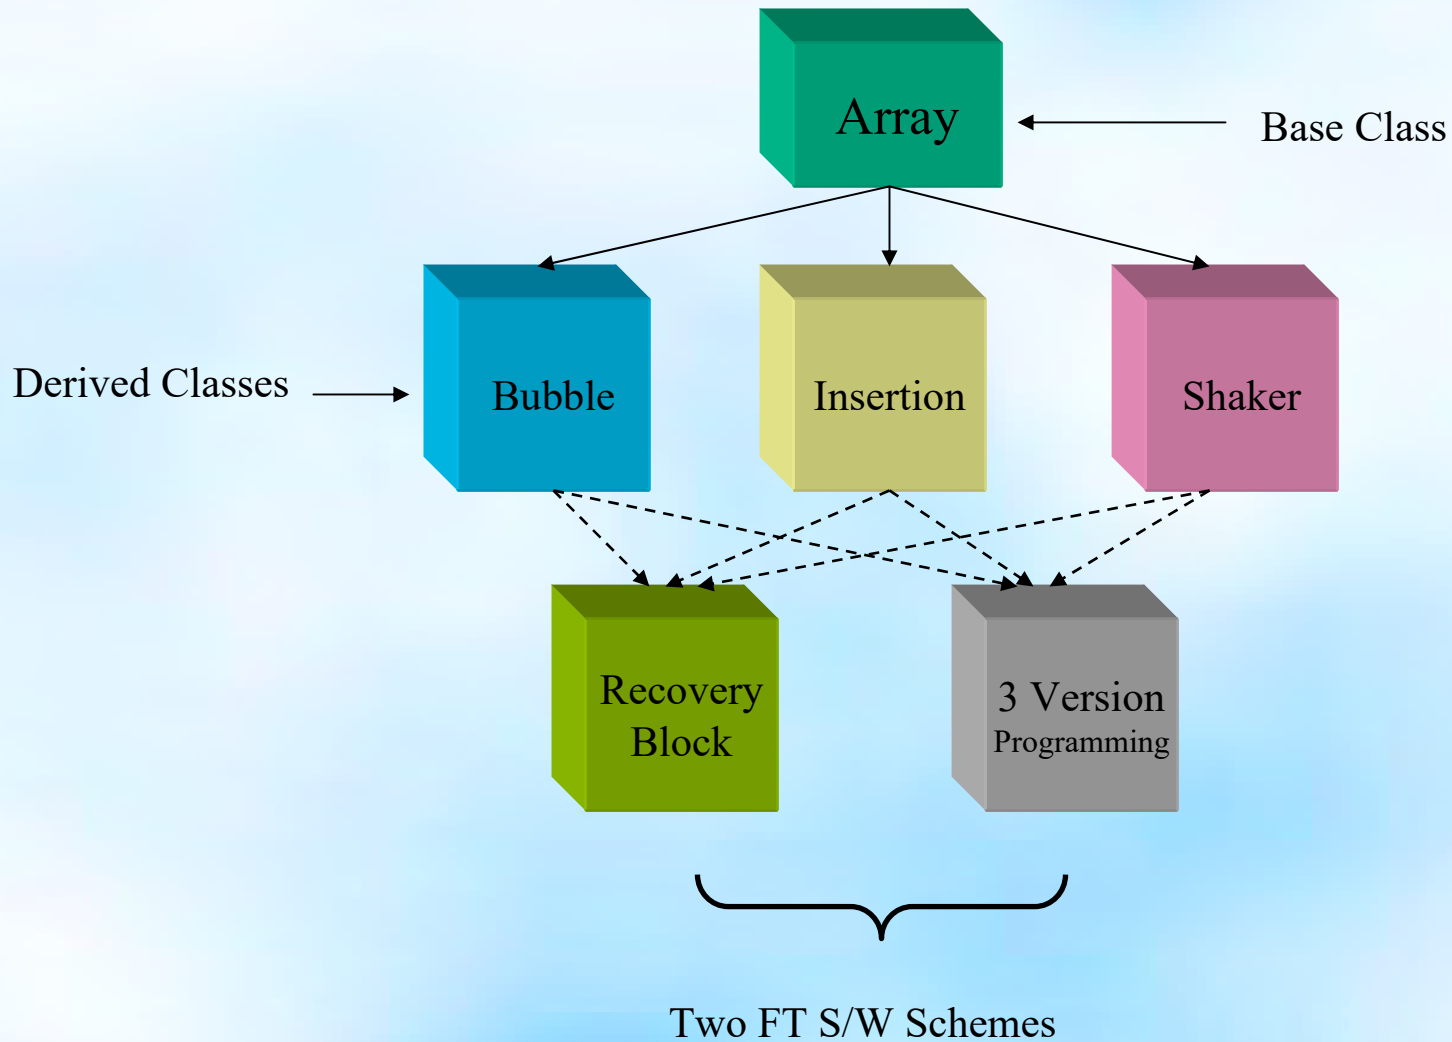 Array
Base Class
Derived Classes
Bubble
Insertion
Shaker
Recovery
Block
3 Version
Programming
Two FT S/W Schemes